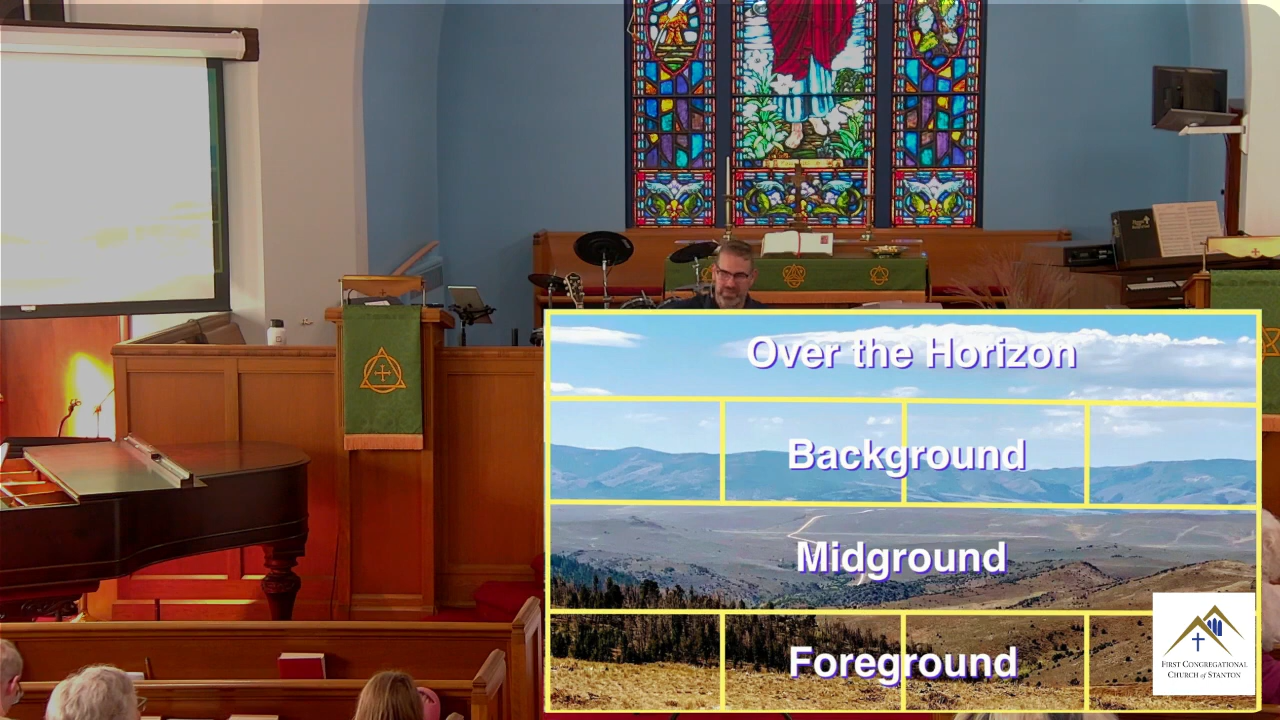 Over the Horizon
Background
Midground
Foreground
First Congregational
Church of Stanton